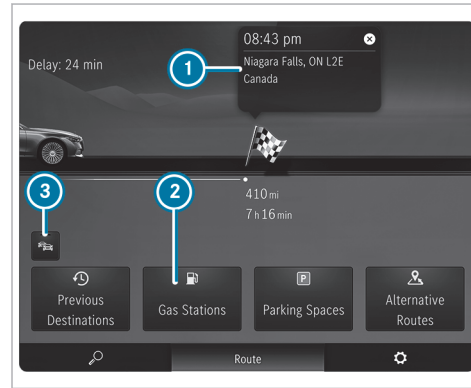 08:43 pm
Niagara Falls, ON L2E
Canada
Delay: 24 min
1
3
2
410 mi
7 h 16 min
Previous
Destinations
Gas Stations
P
Parking Spaces
Alternative
Routes
Route